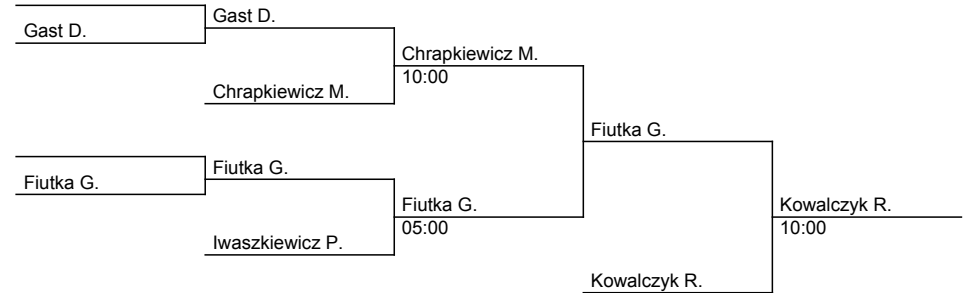 Gast D.
Gast D.
Chrapkiewicz M.
10:00
Chrapkiewicz M.
Fiutka G.
Fiutka G.
Fiutka G.
Fiutka G.
05:00
Kowalczyk R.
10:00
Iwaszkiewicz P.
Kowalczyk R.